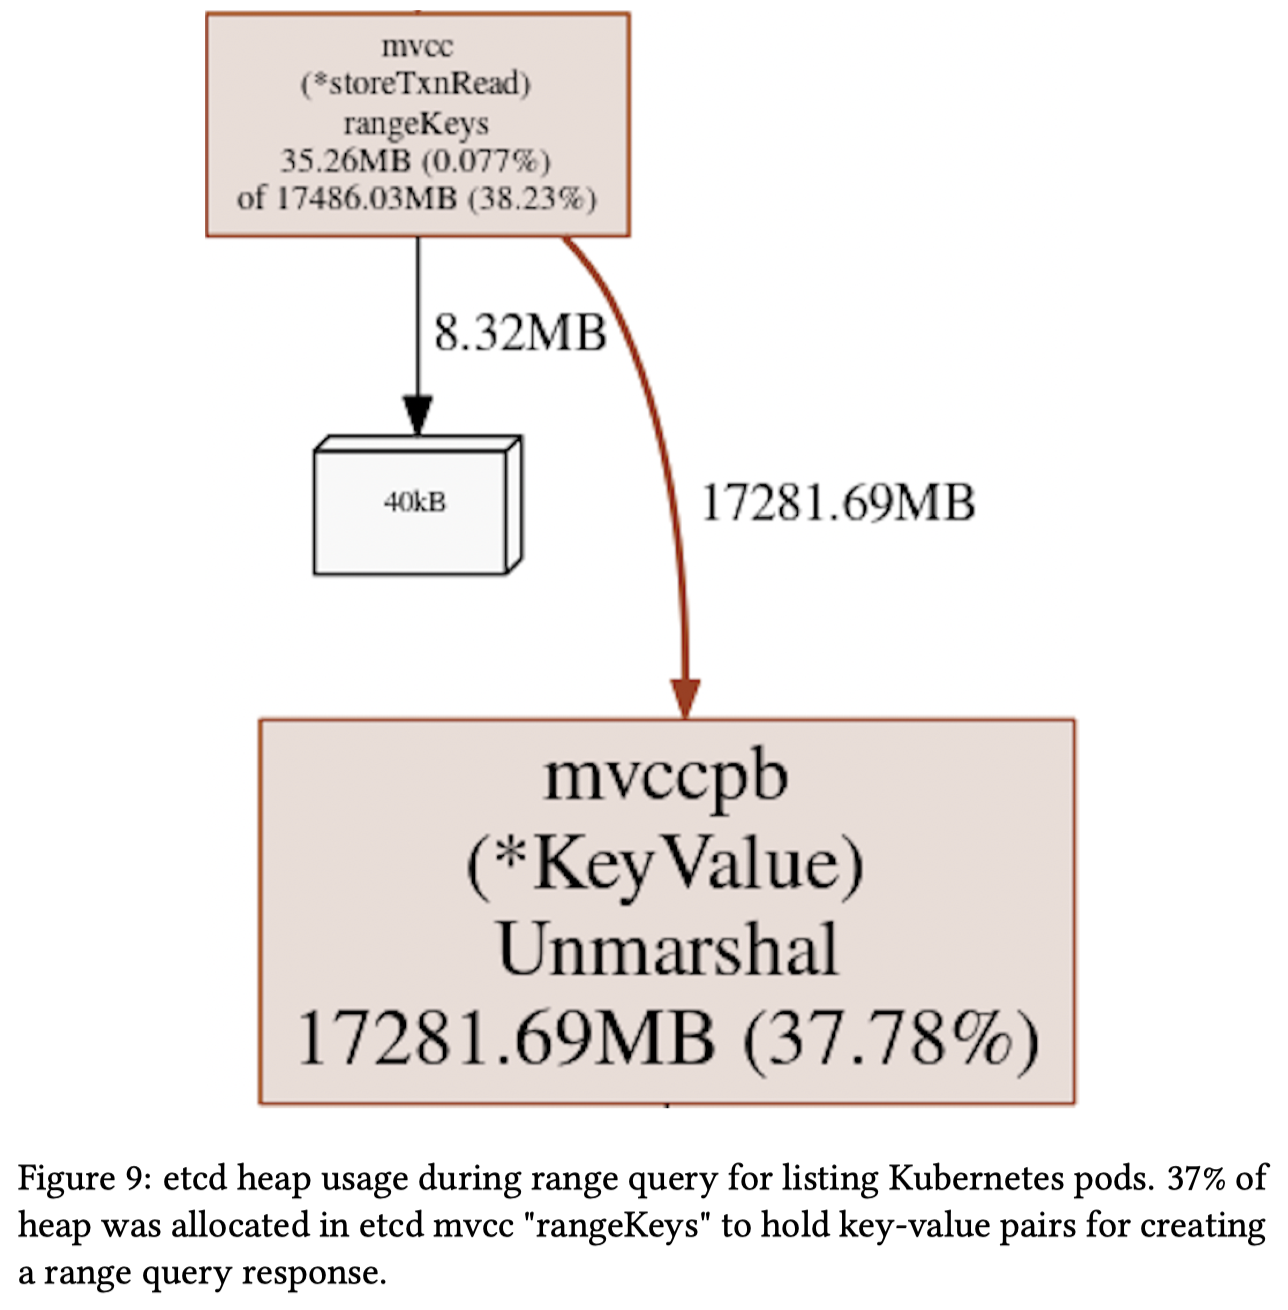 mvcc
(*storeTxnRead)
rangeKeys
35.26MB (0.077%)
of 17486.03MB (38.23%)
8.32MB
40kB
17281.69MB
mvccpb
(*KeyValue)
Unmarshal
17281.69MB (37.78%)
Figure 9: etcd heap usage during range query for listing Kubernetes pods. 37% of
heap was allocated in etcd mvcc "rangeKeys" to hold key-value pairs for creating
a range query response.